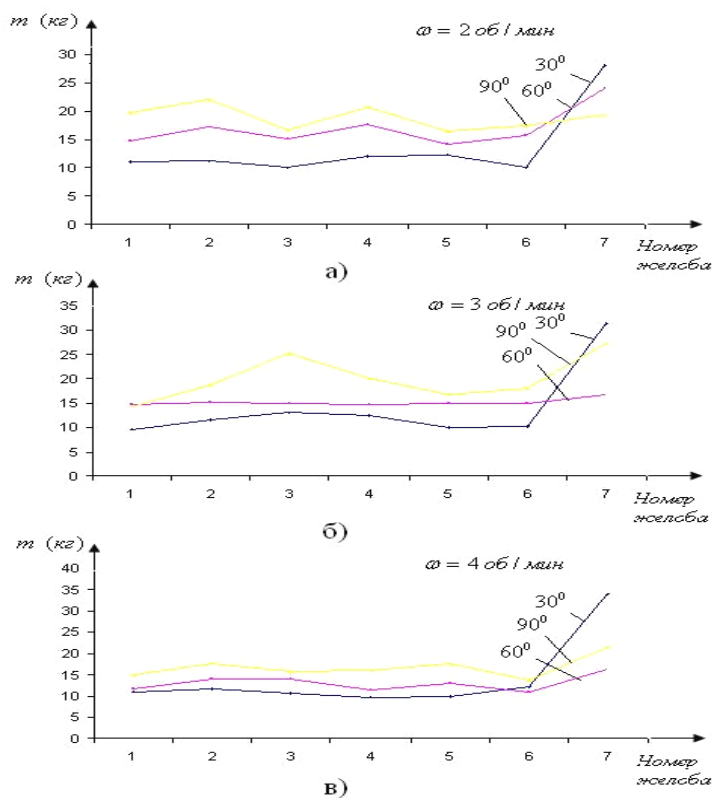 m (кг)
ω = 2 об / мин
30
25
20
15
10
5
0
30⁰
90⁰
60⁰
1 2 3 4 5 6 7
Номер
желоба
а)
m (кг)
ω = 3 об / мин
35
30
25
20
15
10
5
0
90⁰
30⁰
60⁰
1 2 3 4 5 6 7
Номер
желоба
б)
m (кг)
ω = 4 об / мин
40
35
30
25
20
15
10
5
0
30⁰
90⁰
60⁰
1 2 3 4 5 6 7
Номер
желоба
в)